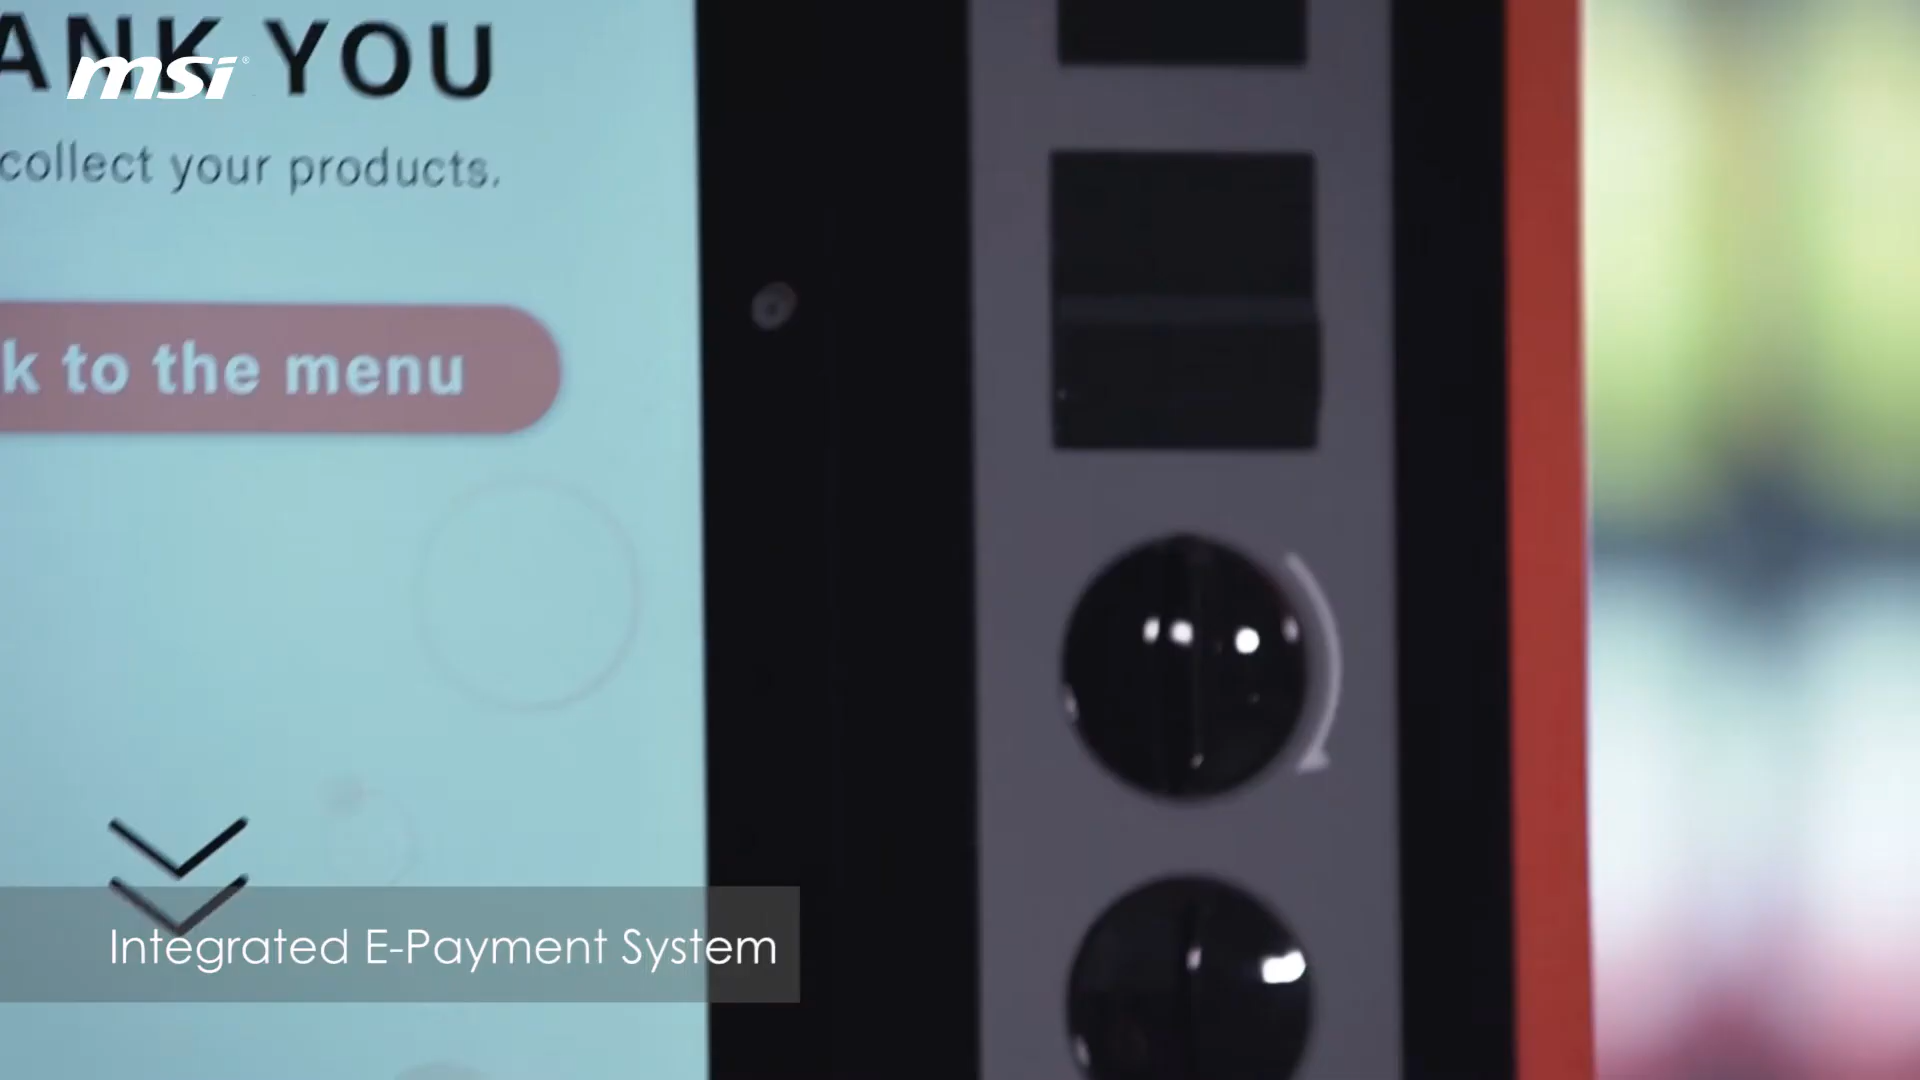 ANK YOU
msi
collect your products.
k to the menu
Integrated E-Payment System